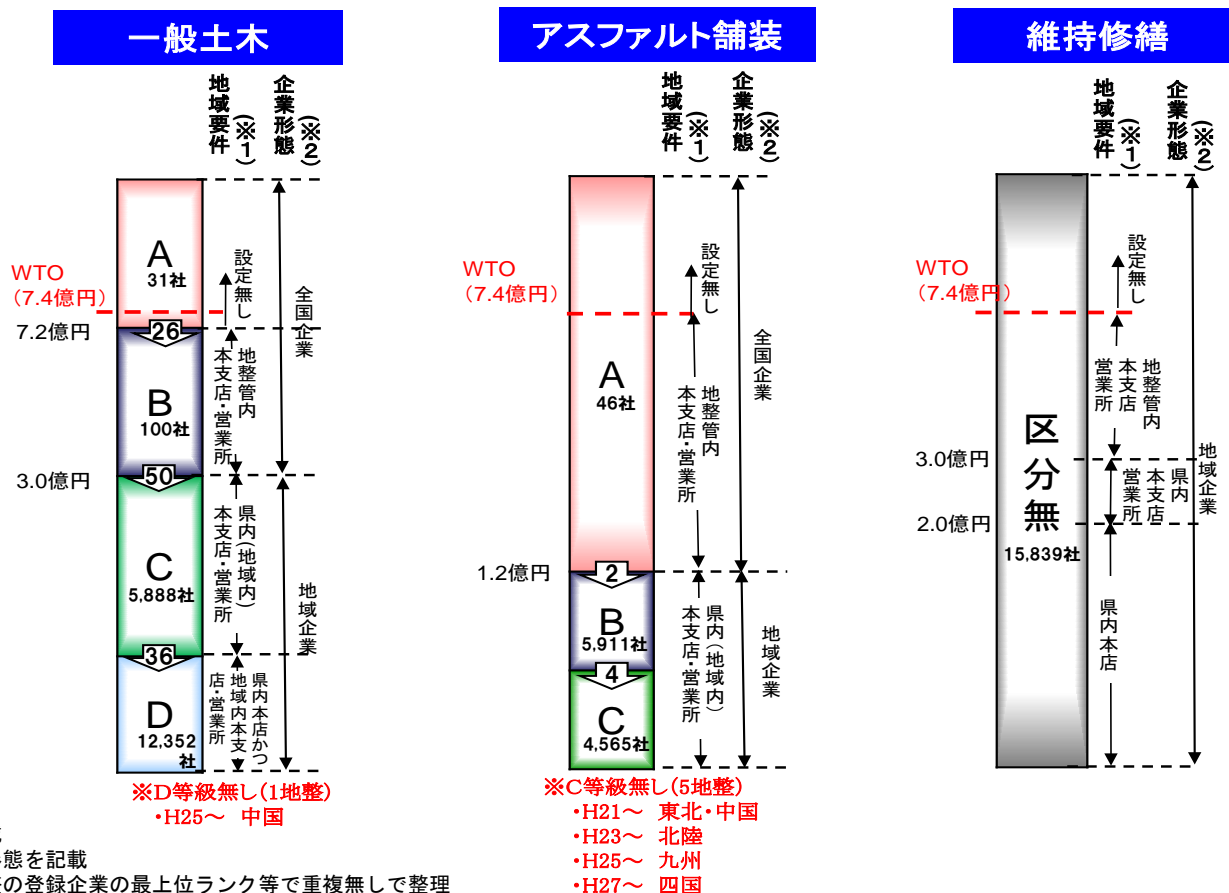 一般土木
地域要件
(※1)
企業形態
(※2)
A
31社
WTO
(7.4億円)
7.2億円
26
設定無し
全国企業
B
100社
地整管内
本支店・営業所
3.0億円
50
C
5,888社
県内(地域内)
本支店・営業所
地域企業
36
D
12,352
社
県内本店かつ
地域内本支
店・営業所
※D等級無し(1地整)
・H25～ 中国
アスファルト舗装
地域要件
(※1)
企業形態
(※2)
WTO
(7.4億円)
設定無し
全国企業
A
46社
地整管内
本支店・営業所
1.2億円
2
B
5,911社
県内(地域内)
本支店・営業所
地域企業
4
C
4,565社
※C等級無し(5地整)
・H21～ 東北・中国
・H23～ 北陸
・H25～ 九州
・H27～ 四国
維持修繕
地域要件
(※1)
企業形態
(※2)
WTO
(7.4億円)
設定無し
地整管内
本支店
営業所
区分無
15,839社
3.0億円
県内
本支店
営業所
地域企業
2.0億円
県内本店
態を記載
の登録企業の最上位ランク等で重複無しで整理